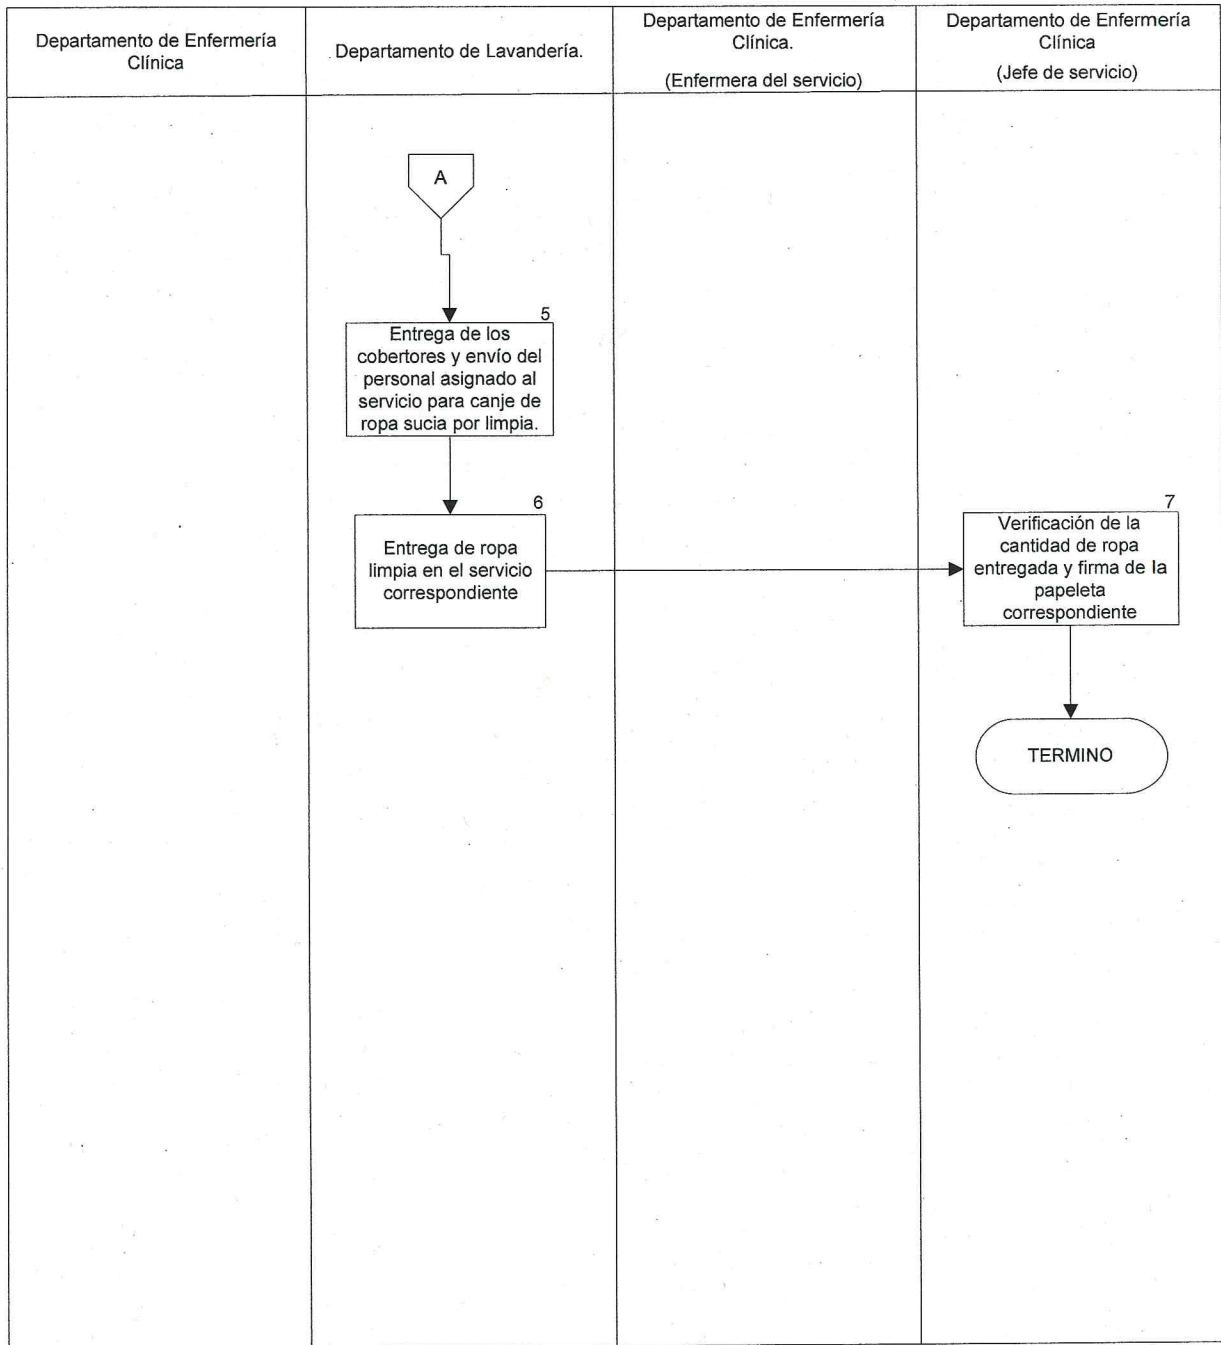 Departamento de Enfermería
Clínica
Departamento de Lavandería.
Departamento de Enfermería
Clínica.
(Enfermera del servicio)
Departamento de Enfermería
Clínica
(Jefe de servicio)
A
5
Entrega de los
cobertores y envío del
personal asignado al
servicio para canje de
ropa sucia por limpia.
6
Entrega de ropa
limpia en el servicio
correspondiente
7
Verificación de la
cantidad de ropa
entregada y firma de la
papeleta
correspondiente
TERMINO